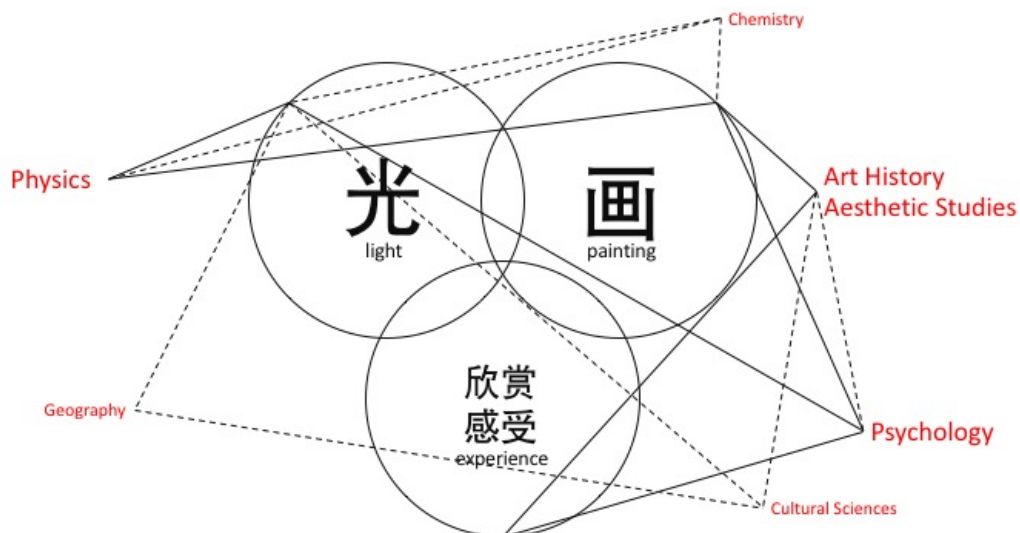 Chemistry
Physics
光
light
画
painting
Art History
Aesthetic Studies
欣赏
感受
experience
Geography
Psychology
Cultural Sciences